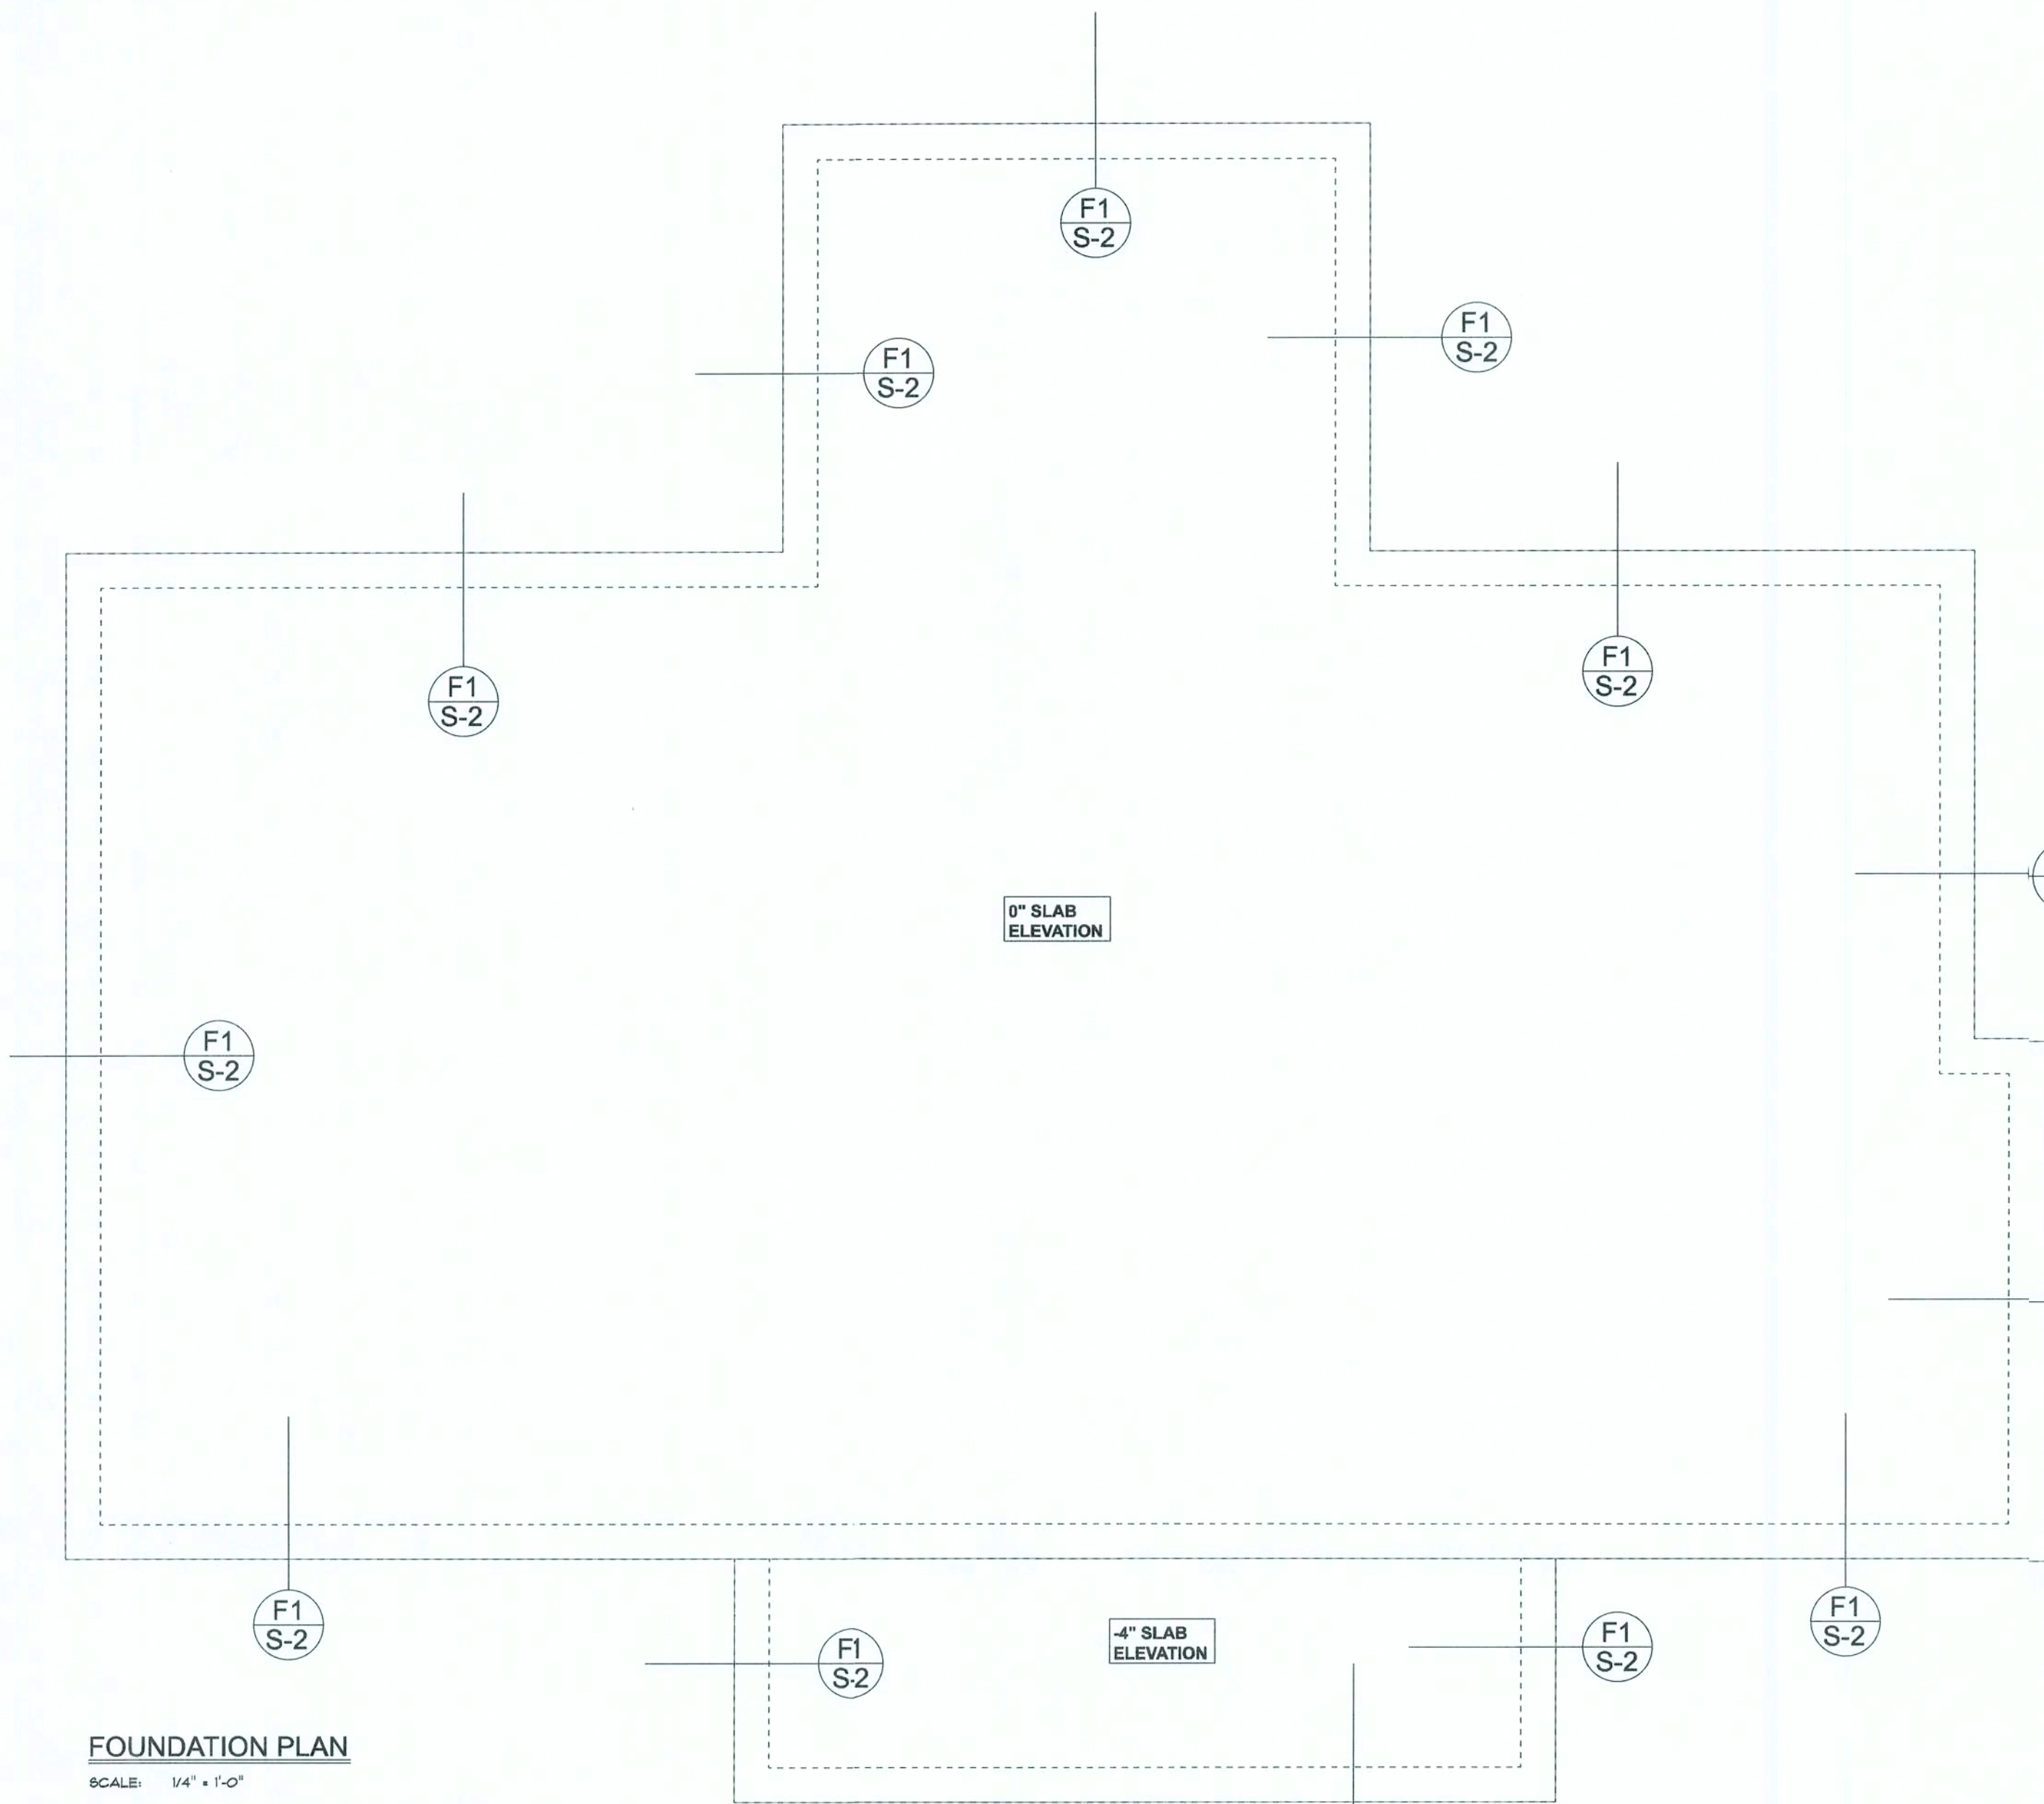 F1
S-2
F1
S-2
F1
S-2
F1
S-2
F1
S-2
0" SLAB
ELEVATION
F1
S-2
F1
S-2
F1
S-2
-4" SLAB
ELEVATION
F1
S-2
F1
S-2
FOUNDATION PLAN
SCALE: 1/4" = 1'-0"